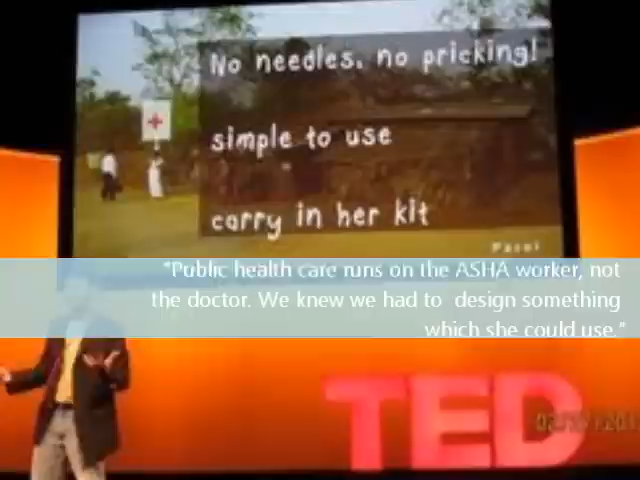 No needles, no pricking!
simple to use
carry in her kit
"Public health care runs on the ASHA worker, not
the doctor. We knew we had to design something
which she could use."
TED